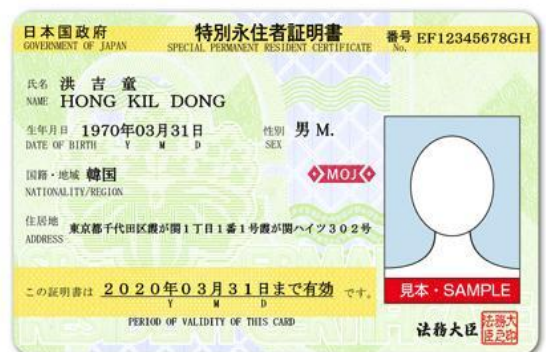 日本国政府 特別永住者証明書 番号 EF12345678GH
GOVERNMENT OF JAPAN SPECIAL PERMANENT RESIDENT CERTIFICATE No.
氏名 洪 吉 童
NAME HONG KIL DONG
生年月日 1970年03月31日 性別 男 M.
DATE OF BIRTH Y M D SEX
国籍・地域 韓国
NATIONALITY/REGION
MOJ
住居地 東京都千代田区霞が関1丁目1番1号霞が関ハイツ302号
ADDRESS
この証明書は 2020年03月31日まで有効 です。
Y M D
PERIOD OF VALIDITY OF THIS CARD
見本・SAMPLE
法務大臣